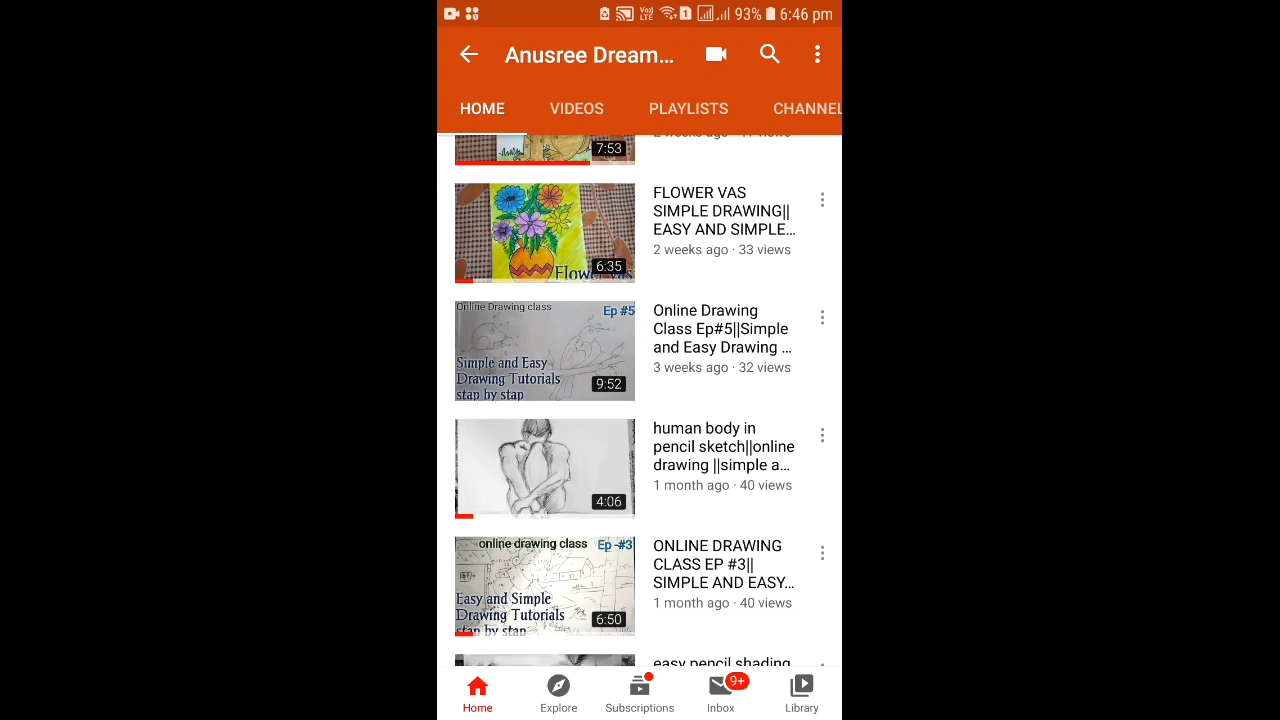 93% 6:46 pm
Anusree Dream...
HOME VIDEOS PLAYLISTS CHANNEL
7:53
FLOWER VAS
SIMPLE DRAWING||
EASY AND SIMPLE...
2 weeks ago · 33 views
Flower vas
6:35
Online Drawing class Ep #5
Simple and Easy
Drawing Tutorials
stap by stap
9:52
Online Drawing
Class Ep#5||Simple
and Easy Drawing ...
3 weeks ago · 32 views
4:06
human body in
pencil sketch||online
drawing ||simple a...
1 month ago · 40 views
online drawing class Ep -#3
Easy and Simple
Drawing Tutorials
stap by stap
6:50
ONLINE DRAWING
CLASS EP #3||
SIMPLE AND EASY...
1 month ago · 40 views
easy pencil shading
9+
Home Explore Subscriptions Inbox Library